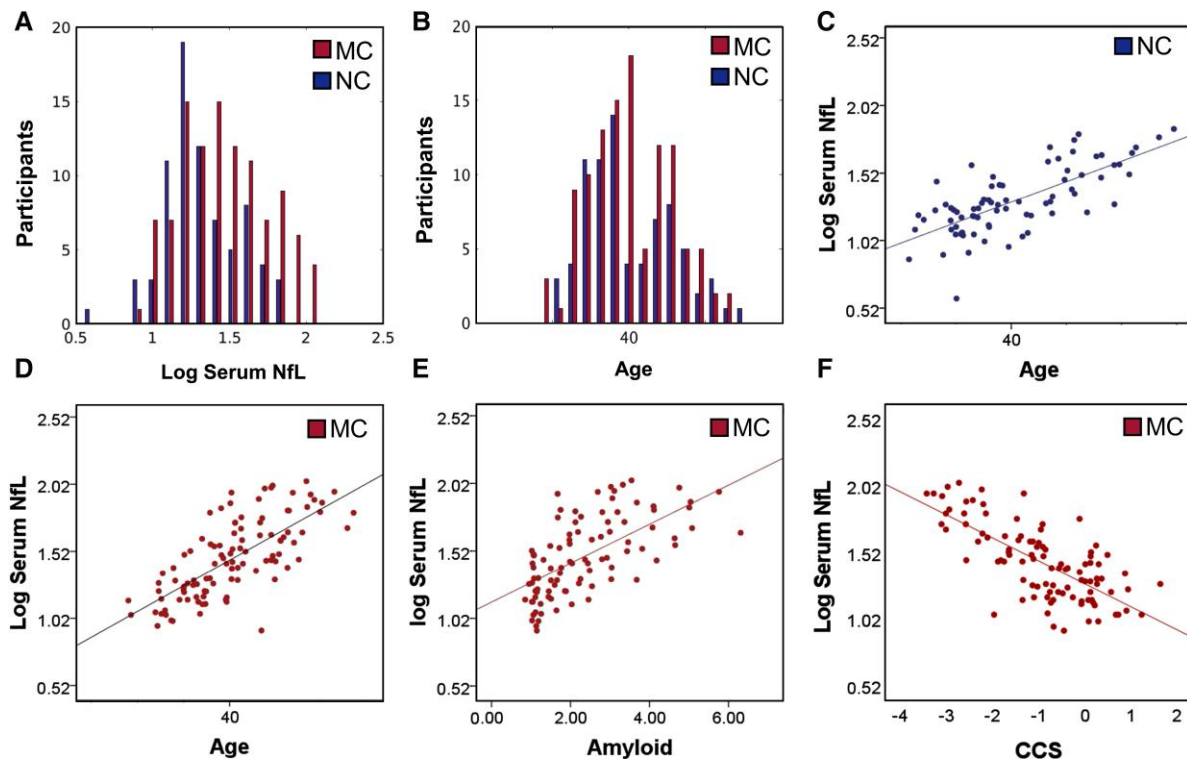 A
Participants
20
15
10
5
0
0.5
1
1.5
2
2.5
Log Serum NfL
MC
NC
B
Participants
20
15
10
5
0
40
Age
MC
NC
C
Log Serum NfL
2.52
2.02
1.52
1.02
0.52
40
Age
NC
D
Log Serum NfL
2.52
2.02
1.52
1.02
0.52
40
Age
MC
E
log Serum NfL
2.52
2.02
1.52
1.02
0.52
0.00
2.00
4.00
6.00
Amyloid
MC
F
Log Serum NfL
2.52
2.02
1.52
1.02
0.52
-4
-3
-2
-1
0
1
2
CCS
MC